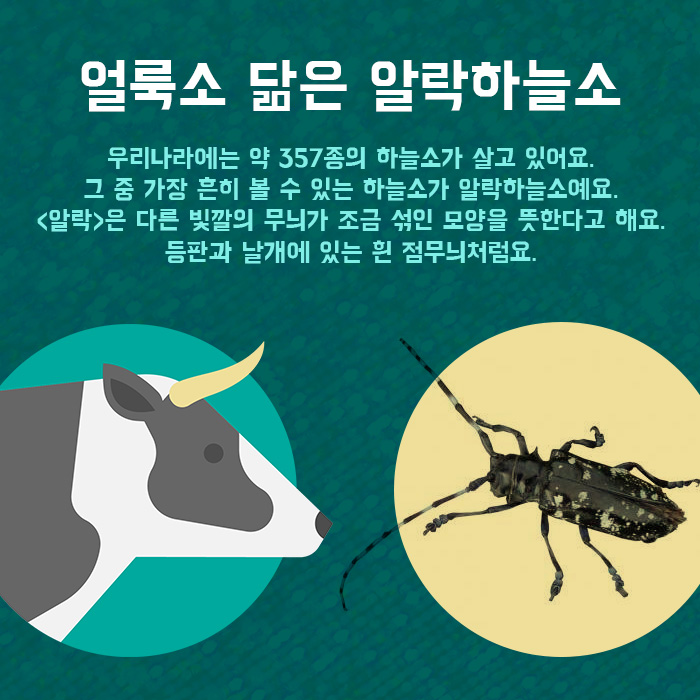 얼룩소 닮은 알락하늘소
우리나라에는 약 357종의 하늘소가 살고 있어요.
그 중 가장 흔히 볼 수 있는 하늘소가 알락하늘소예요.
<알락>은 다른 빛깔의 무늬가 조금 섞인 모양을 뜻한다고 해요.
등판과 날개에 있는 흰 점무늬처럼요.